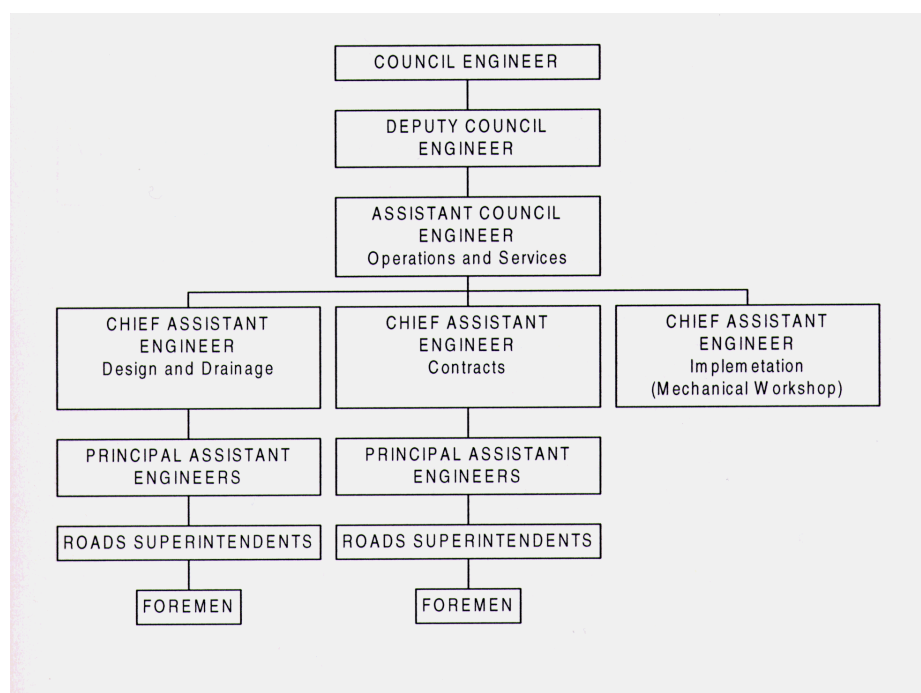 COUNCIL ENGINEER
DEPUTY COUNCIL
ENGINEER
ASSISTANT COUNCIL
ENGINEER
Operations and Services
CHIEF ASSISTANT
ENGINEER
Design and Drainage
CHIEF ASSISTANT
ENGINEER
Contracts
CHIEF ASSISTANT
ENGINEER
Implemetation
(Mechanical Workshop)
PRINCIPAL ASSISTANT
ENGINEERS
PRINCIPAL ASSISTANT
ENGINEERS
ROADS SUPERINTENDENTS
ROADS SUPERINTENDENTS
FOREMEN
FOREMEN